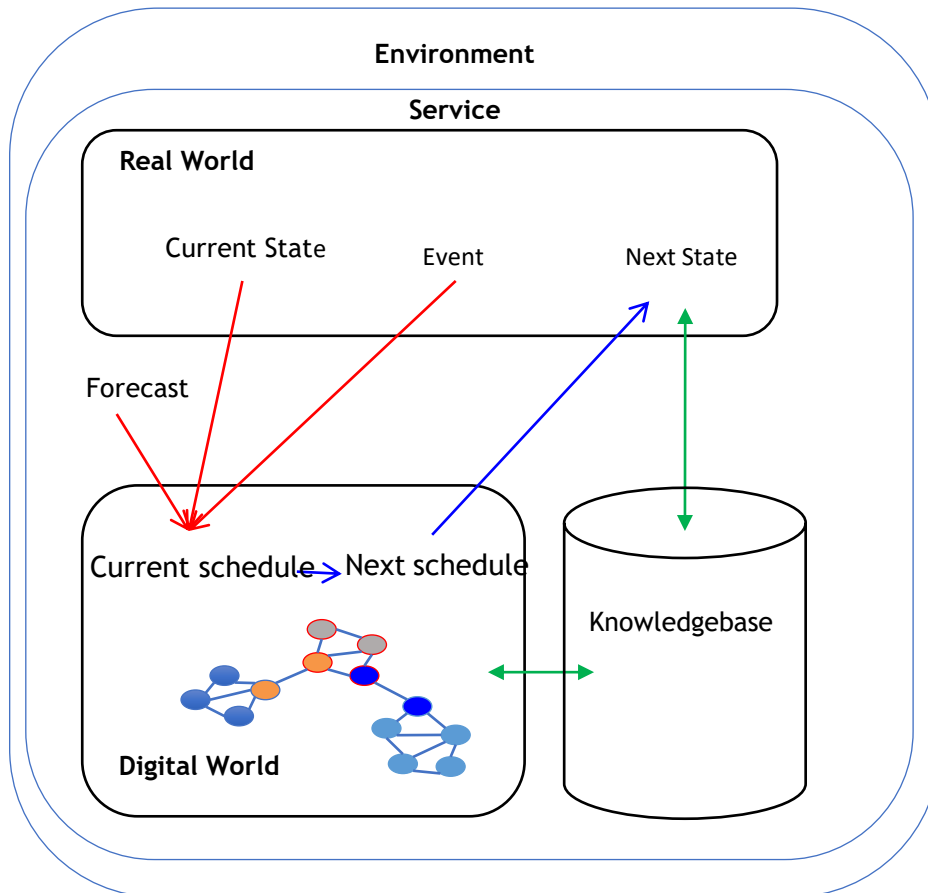 Environment
Service
Real World
Current State
Event
Next State
Forecast
Current schedule
Next schedule
Knowledgebase
Digital World